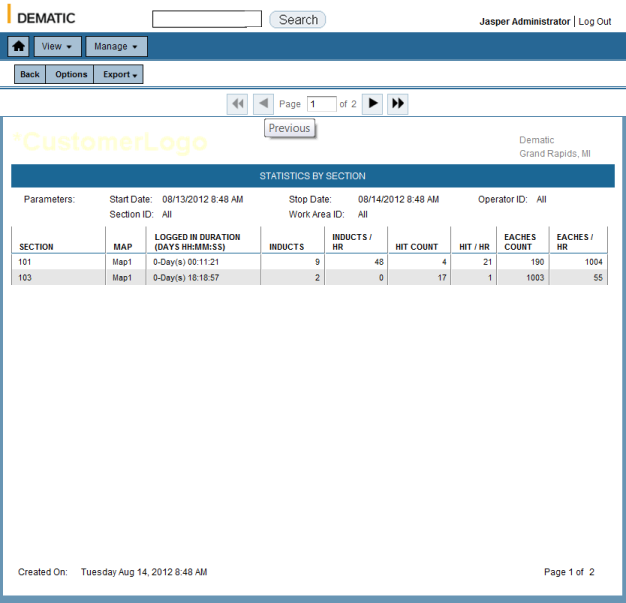 DEMATIC
Search
Jasper Administrator | Log Out
View Manage
Back Options Export
Page 1 of 2
Previous
*CustomerLogo
Dematic
Grand Rapids, MI
STATISTICS BY SECTION
Parameters: Start Date: 08/13/2012 8:48 AM Stop Date: 08/14/2012 8:48 AM Operator ID: All
Section ID: All Work Area ID: All
SECTION MAP LOGGED IN DURATION (DAYS HH:MM:SS) INDUCTS INDUCTS / HR HIT COUNT HIT / HR EACHES COUNT EACHES / HR
101 Map1 0-Day(s) 00:11:21 9 48 4 21 190 1004
103 Map1 0-Day(s) 18:18:57 2 0 17 1 1003 55
Created On: Tuesday Aug 14, 2012 8:48 AM Page 1 of 2